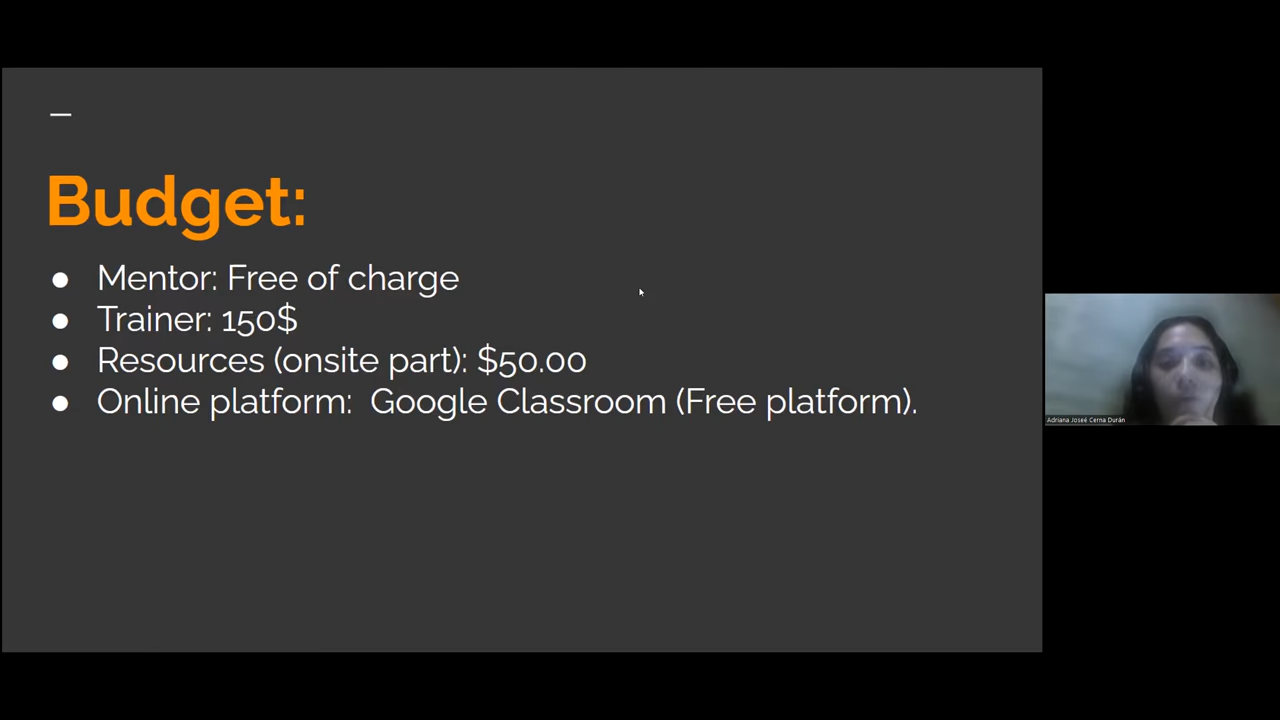 Budget:
● Mentor: Free of charge
● Trainer: 150$
● Resources (onsite part): $50.00
● Online platform:  Google Classroom (Free platform).
Adriana Joseé Cerna Durán